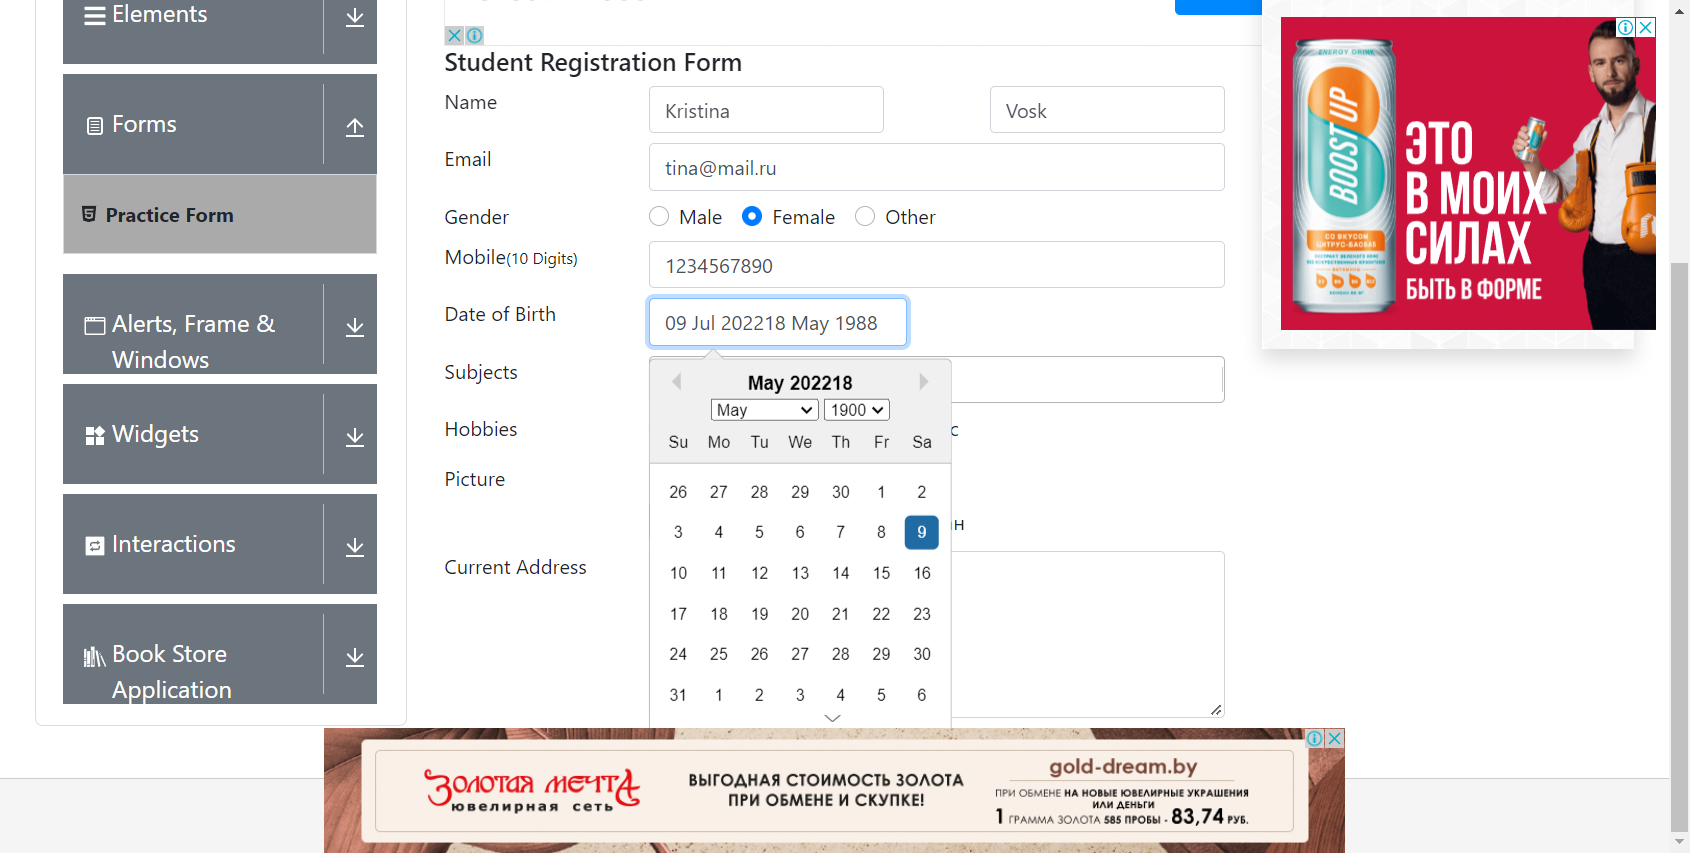 Elements
Forms
Practice Form
Alerts, Frame &
Windows
Widgets
Interactions
Book Store
Application
Student Registration Form
Name
Kristina
Vosk
Email
tina@mail.ru
Gender
Male
Female
Other
Mobile(10 Digits)
1234567890
Date of Birth
09 Jul 202218 May 1988
Subjects
May 202218
May
1900
Su Mo Tu We Th Fr Sa
26 27 28 29 30 1 2
3 4 5 6 7 8 9
10 11 12 13 14 15 16
17 18 19 20 21 22 23
24 25 26 27 28 29 30
31 1 2 3 4 5 6
Hobbies
c
Picture
н
Current Address
ENERGY DRINK
BOOST UP
СО ВКУСОМ
ЦИТРУС-БАОБАБ
ЭТО
В МОИХ
СИЛАХ
БЫТЬ В ФОРМЕ
ЗОЛОТАЯ МЕЧТА
ювелирная сеть
ВЫГОДНАЯ СТОИМОСТЬ ЗОЛОТА
ПРИ ОБМЕНЕ И СКУПКЕ!
gold-dream.by
ПРИ ОБМЕНЕ НА НОВЫЕ ЮВЕЛИРНЫЕ УКРАШЕНИЯ
ИЛИ ДЕНЬГИ
1 ГРАММА ЗОЛОТА 585 ПРОБЫ - 83,74 РУБ.